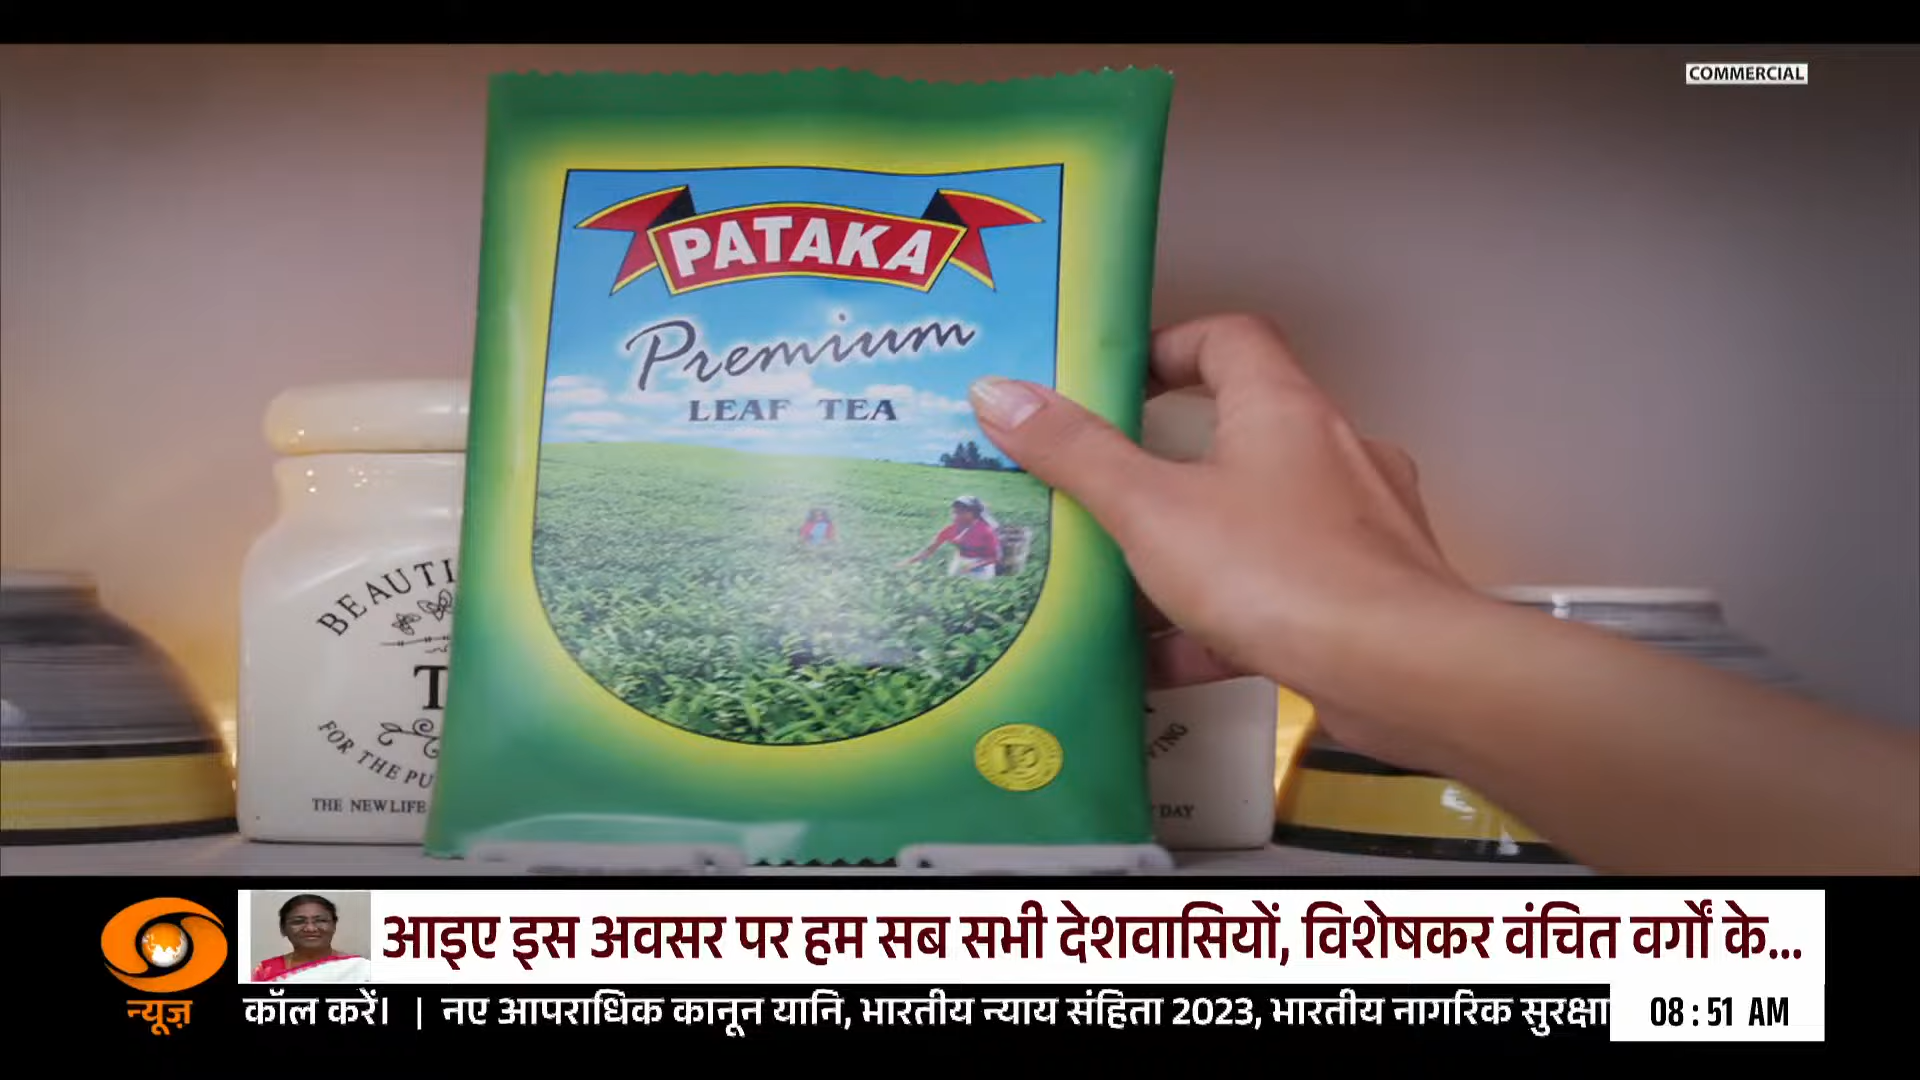 COMMERCIAL
PATAKA
Premium
LEAF TEA
BEAUTI
T
FOR THE PU
THE NEWLIFE
VING
DAY
आइए इस अवसर पर हम सब सभी देशवासियों, विशेषकर वंचित वर्गों के...
न्यूज़
कॉल करें। | नए आपराधिक कानून यानि, भारतीय न्याय संहिता 2023, भारतीय नागरिक सुरक्षा
08 : 51 AM